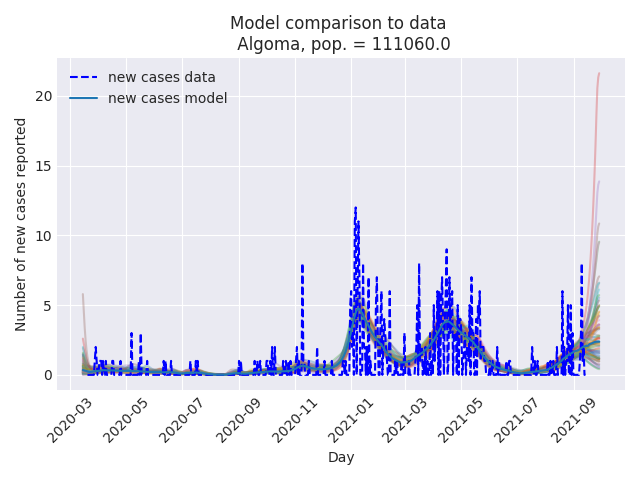 Model comparison to data
Algoma, pop. = 111060.0
new cases data
new cases model
Number of new cases reported
20
15
10
5
0
2020-03
2020-05
2020-07
2020-09
2020-11
2021-01
2021-03
2021-05
2021-07
2021-09
Day